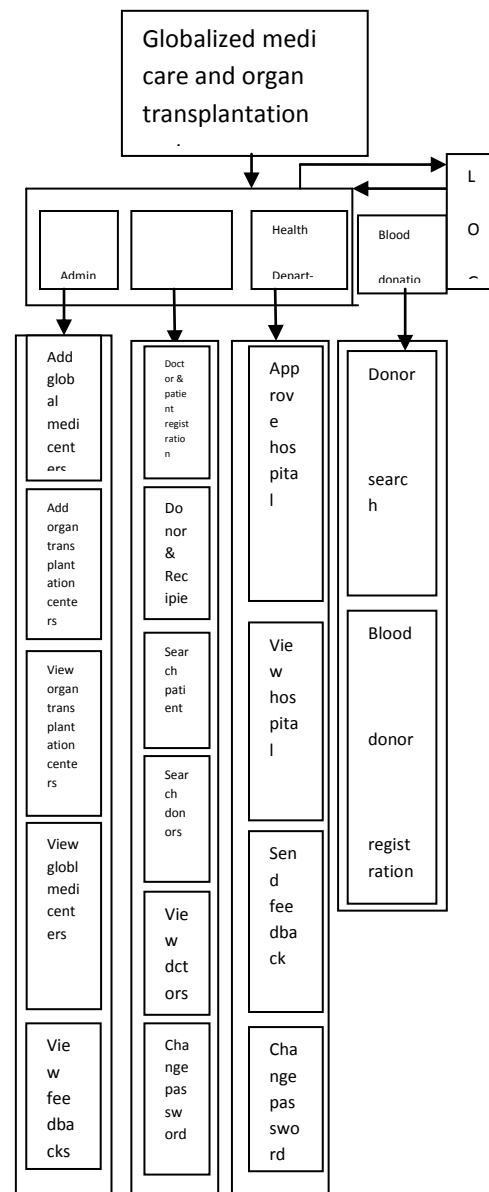 Globalized medi
care and organ
transplantation
L
O
Admin
Health
Depart-
Blood
Add
glob
al
medi
cent
ers
Add
organ
trans
plant
ation
cente
rs
View
organ
trans
plant
ation
cente
rs
View
globl
medi
cent
ers
Vie
w
fee
dba
cks
Doct
or &
patie
nt
regist
ratio
n
Do
nor
&
Rec
ipie
Sear
ch
pati
ent
Sear
ch
don
ors
Vie
w
dct
ors
Cha
nge
pas
sw
ord
App
rov
e
hos
pita
l
Vie
w
hos
pita
l
Sen
d
fee
dba
ck
Cha
nge
pas
swo
rd
Donor
searc
h
Blood
donor
regist
ration